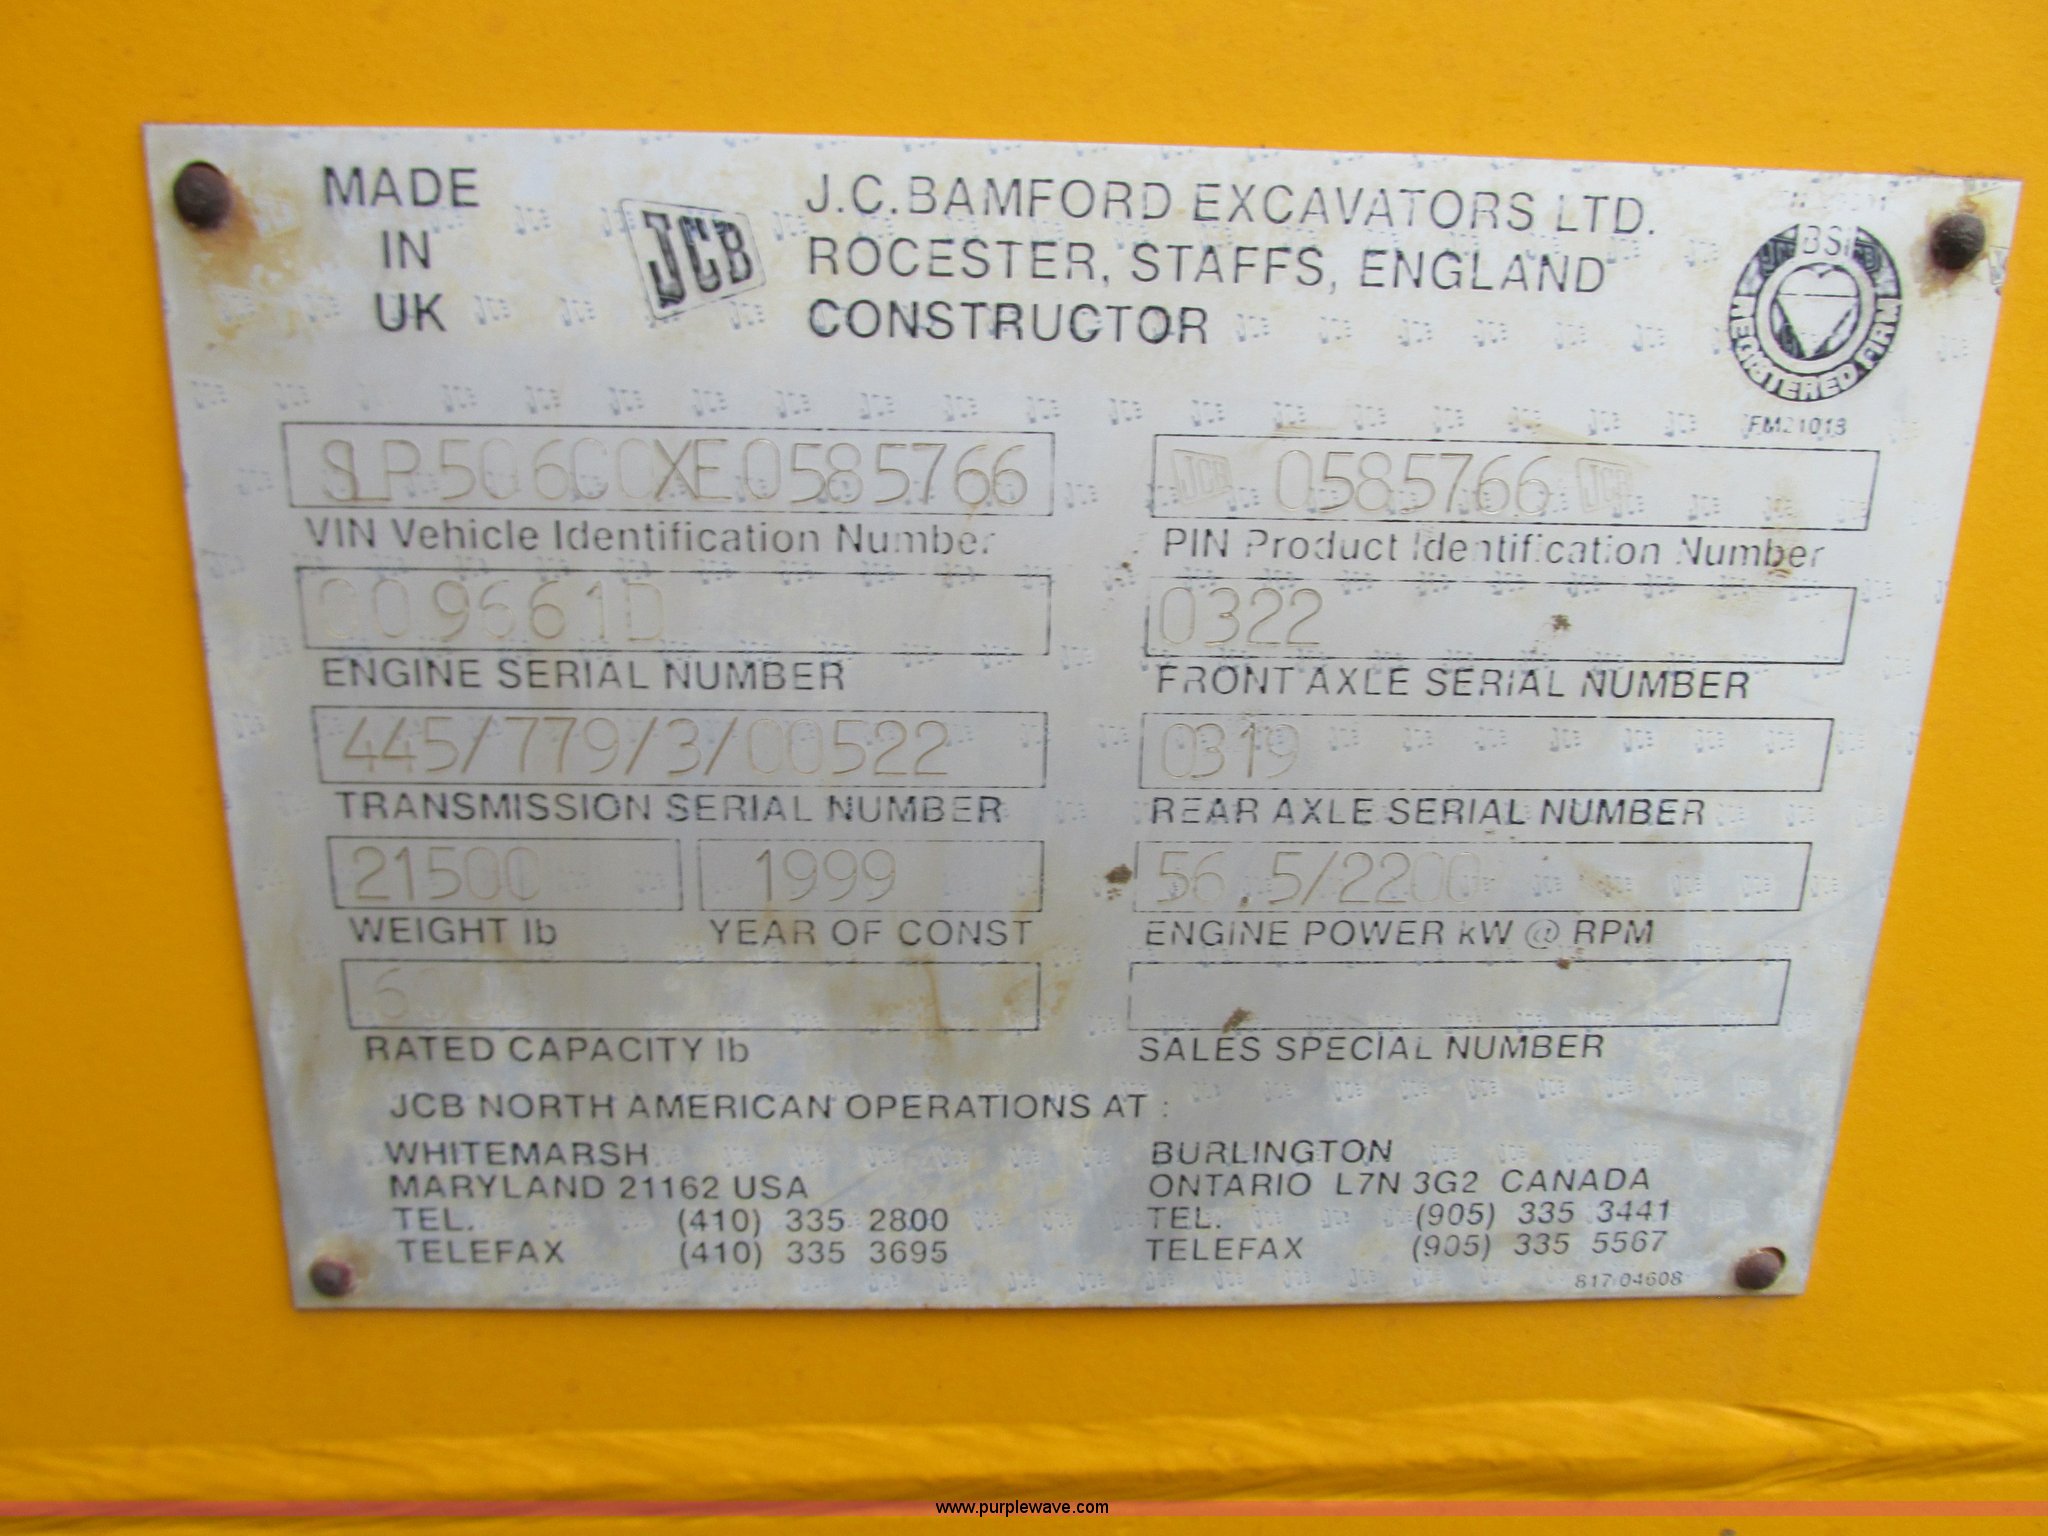 MADE
IN
UK
JCB
J.C.BAMFORD EXCAVATORS LTD.
ROCESTER, STAFFS, ENGLAND
CONSTRUCTOR
BSI
REGISTERED FIRM
FM21013
SLP50600XE0585766
VIN Vehicle Identification Number
JCB 0585766 JCB
PIN Product Identification Number
009661D
ENGINE SERIAL NUMBER
0322
FRONT AXLE SERIAL NUMBER
445/779/3/00522
TRANSMISSION SERIAL NUMBER
0319
REAR AXLE SERIAL NUMBER
21500
WEIGHT lb
1999
YEAR OF CONST
56.5/2200
ENGINE POWER kW @ RPM
RATED CAPACITY lb
SALES SPECIAL NUMBER
JCB NORTH AMERICAN OPERATIONS AT :
WHITEMARSH
MARYLAND 21162 USA
TEL. (410) 335 2800
TELEFAX (410) 335 3695
BURLINGTON
ONTARIO L7N 3G2 CANADA
TEL. (905) 335 3441
TELEFAX (905) 335 5567
817/04608
www.purplewave.com